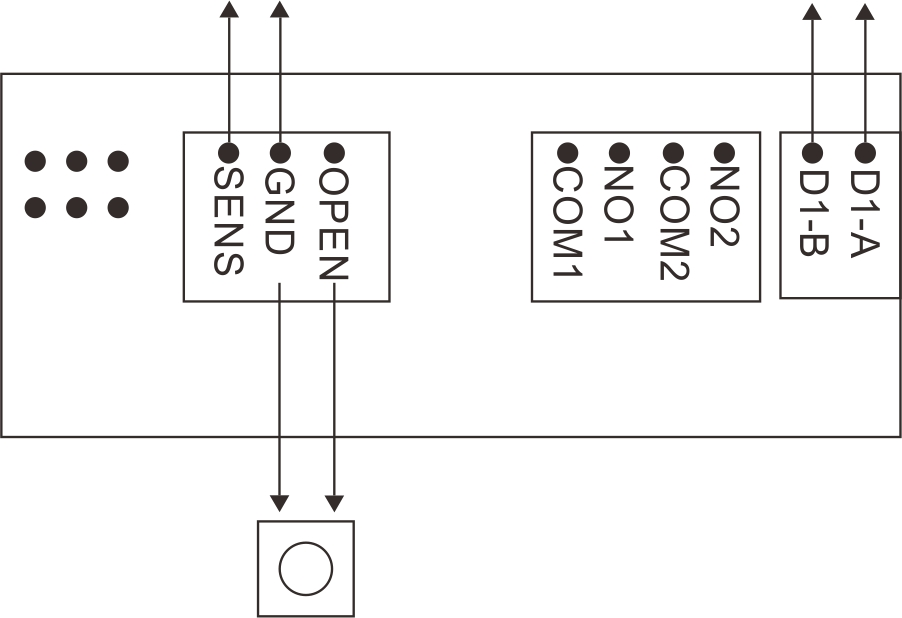 SENS
GND
OPEN
COM1
NO1
COM2
NO2
D1-B
D1-A